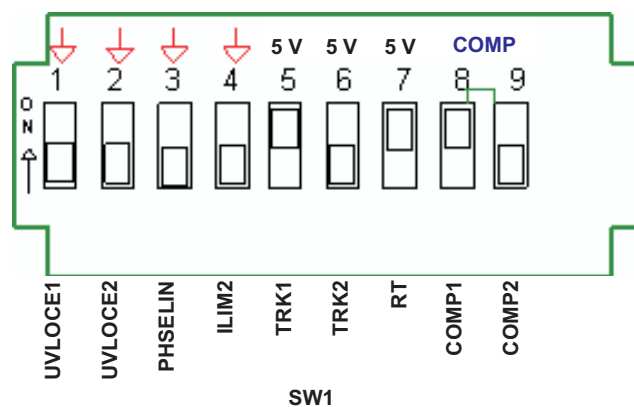 5 V 5 V 5 V COMP
1 2 3 4 5 6 7 8 9
ON
UVLOCE1
UVLOCE2
PHSELIN
ILIM2
TRK1
TRK2
RT
COMP1
COMP2
SW1